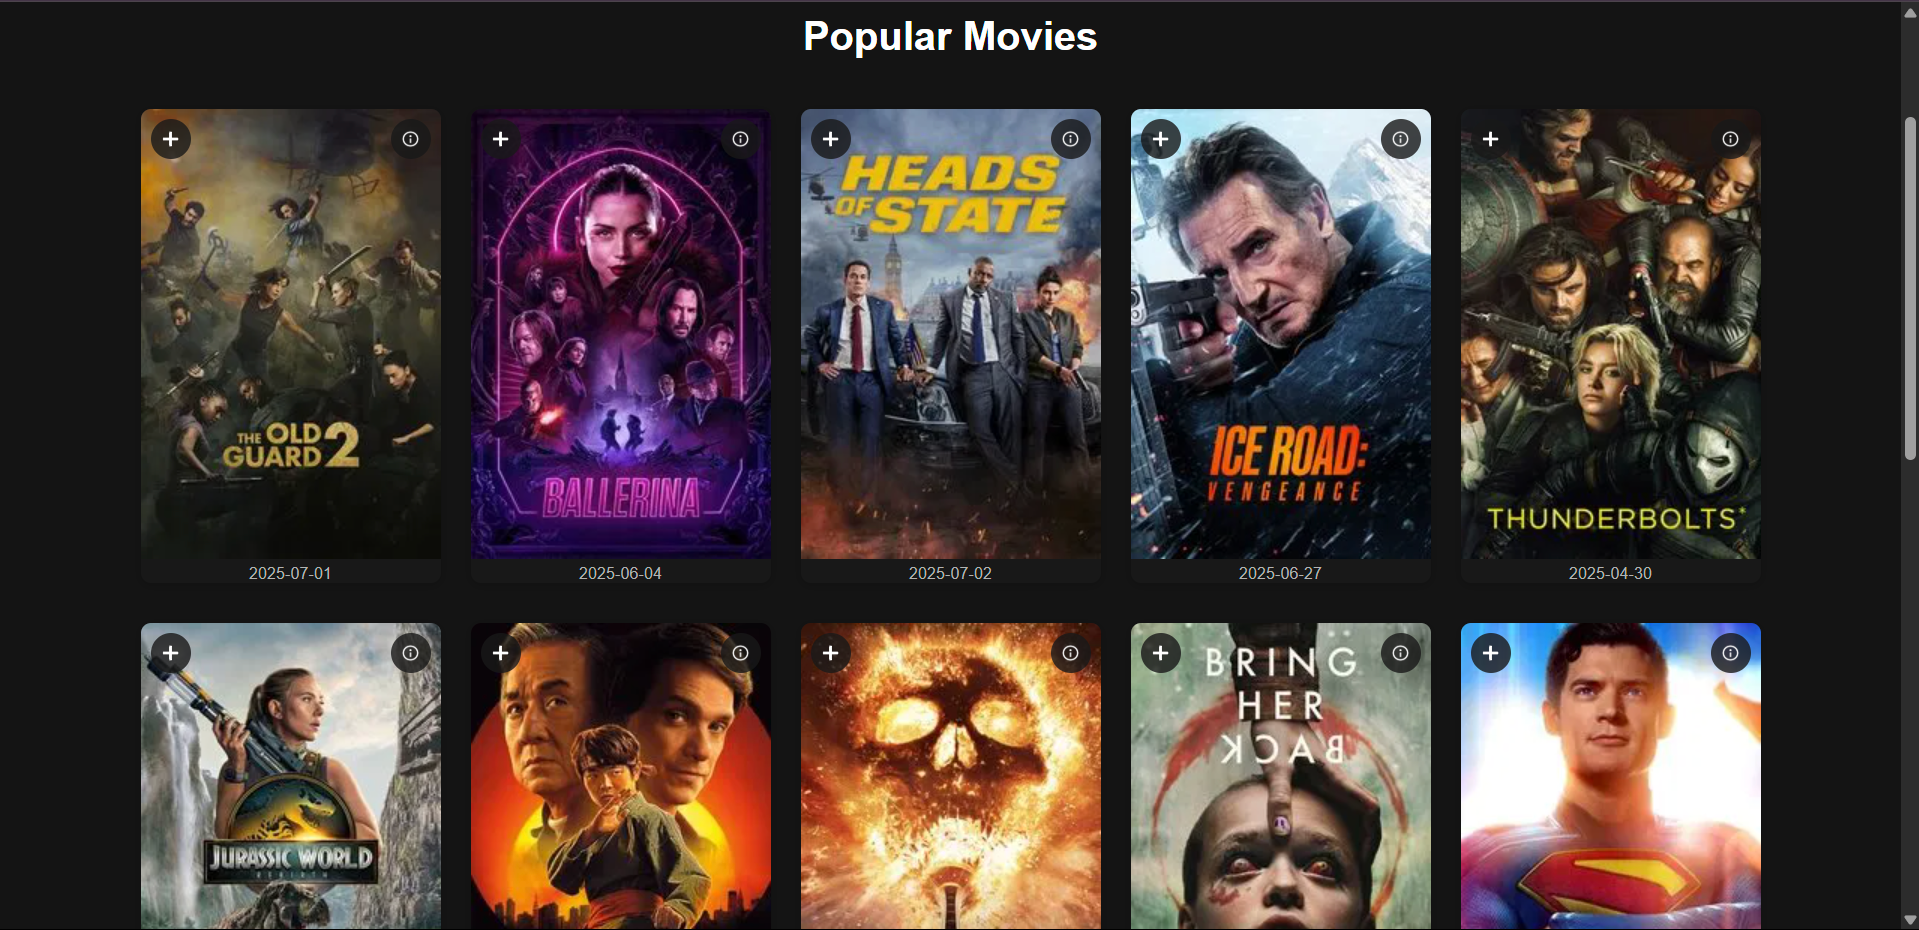 Popular Movies
THE OLD
GUARD 2
BALLERINA
HEADS
OF STATE
ICE ROAD:
VENGEANCE
THUNDERBOLTS*
2025-07-01
2025-06-04
2025-07-02
2025-06-27
2025-04-30
JURASSIC WORLD
REBIRTH
BRING
HER
BACK